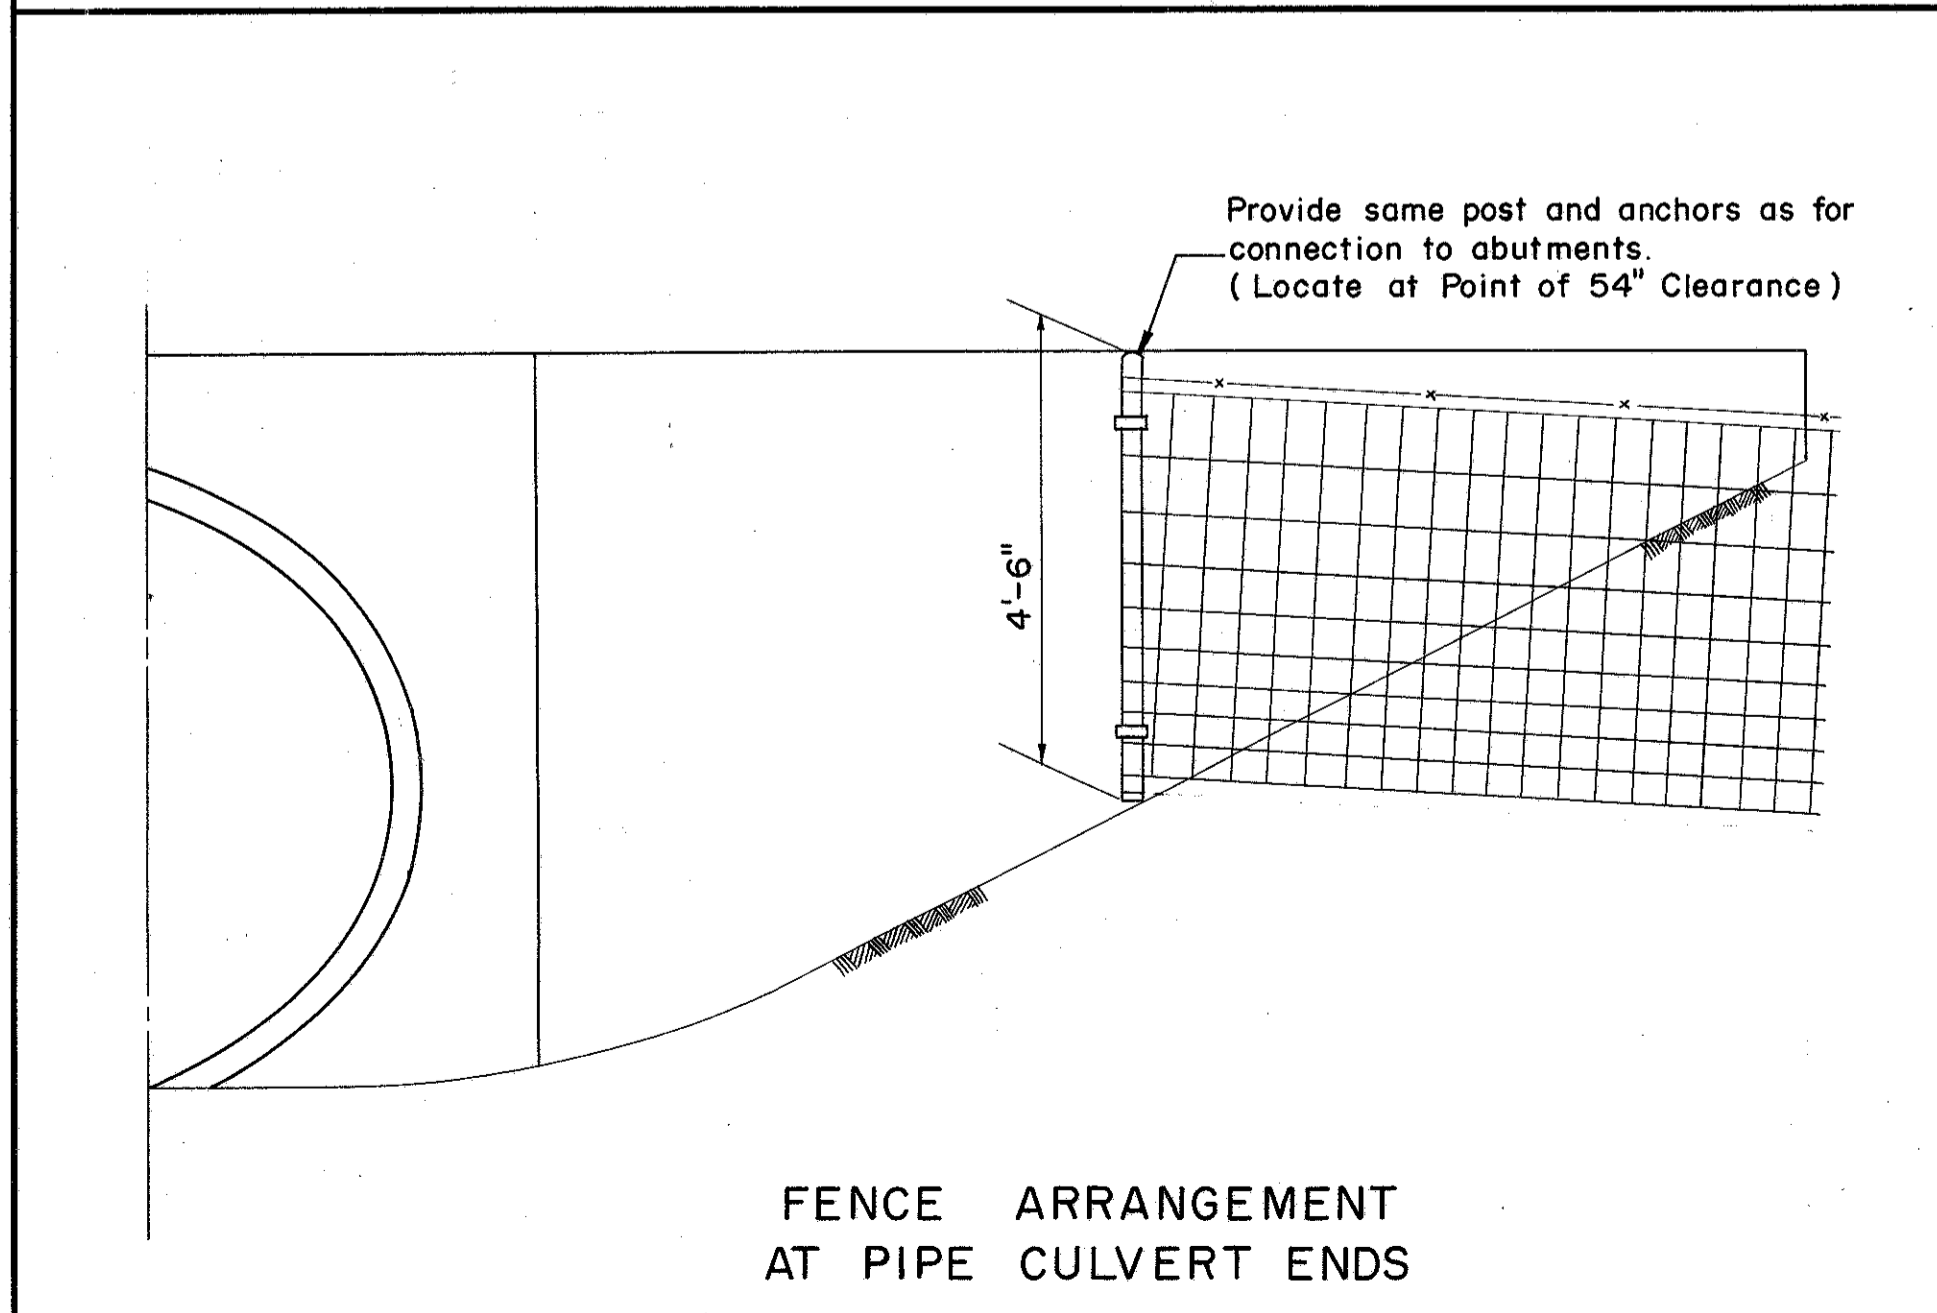 Provide same post and anchors as for
connection to abutments.
(Locate at Point of 54" Clearance)
4'-6"
FENCE ARRANGEMENT
AT PIPE CULVERT ENDS